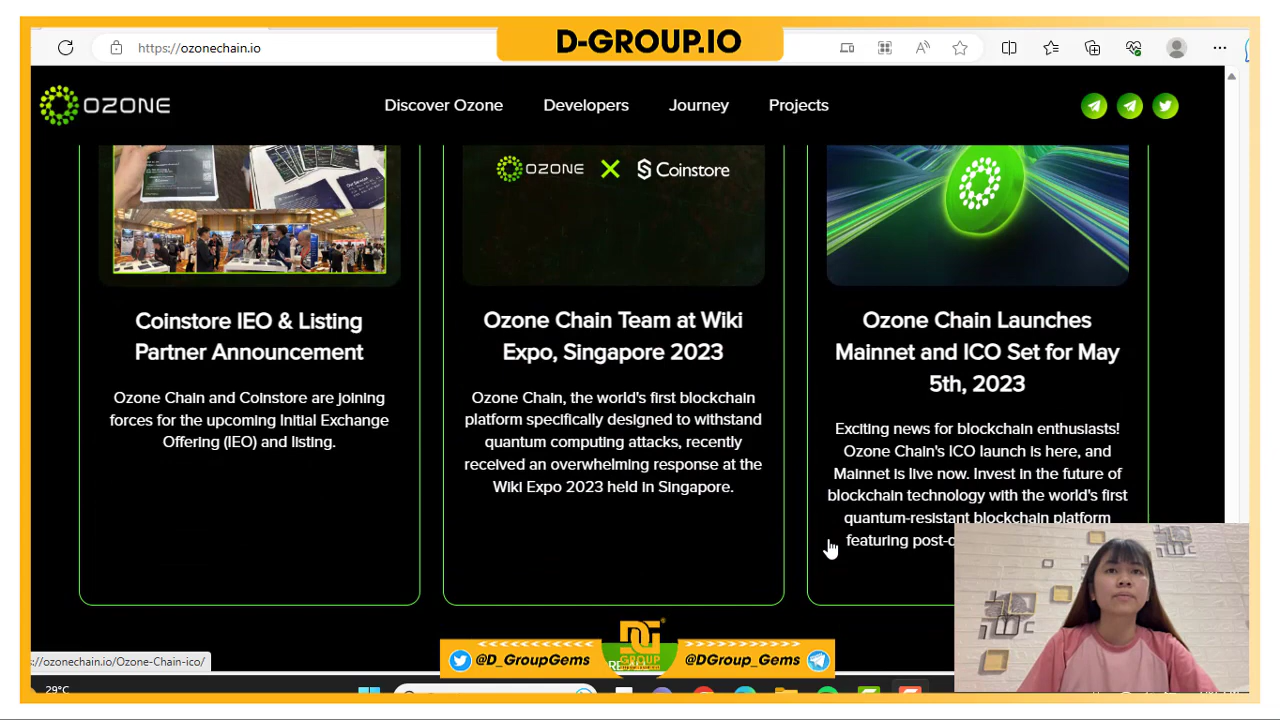 D-GROUP.IO
https://ozonechain.io
OZONE
Discover Ozone
Developers
Journey
Projects
OZONE X Coinstore
Coinstore IEO & Listing
Partner Announcement
Ozone Chain and Coinstore are joining
forces for the upcoming Initial Exchange
Offering (IEO) and listing.
Ozone Chain Team at Wiki
Expo, Singapore 2023
Ozone Chain, the world's first blockchain
platform specifically designed to withstand
quantum computing attacks, recently
received an overwhelming response at the
Wiki Expo 2023 held in Singapore.
Ozone Chain Launches
Mainnet and ICO Set for May
5th, 2023
Exciting news for blockchain enthusiasts!
Ozone Chain's ICO launch is here, and
Mainnet is live now. Invest in the future of
blockchain technology with the world's first
quantum-resistant blockchain platform
featuring
://ozonechain.io/Ozone-Chain-ico/
@D_GroupGems
DG
GROUP
@DGroup_Gems
29°C